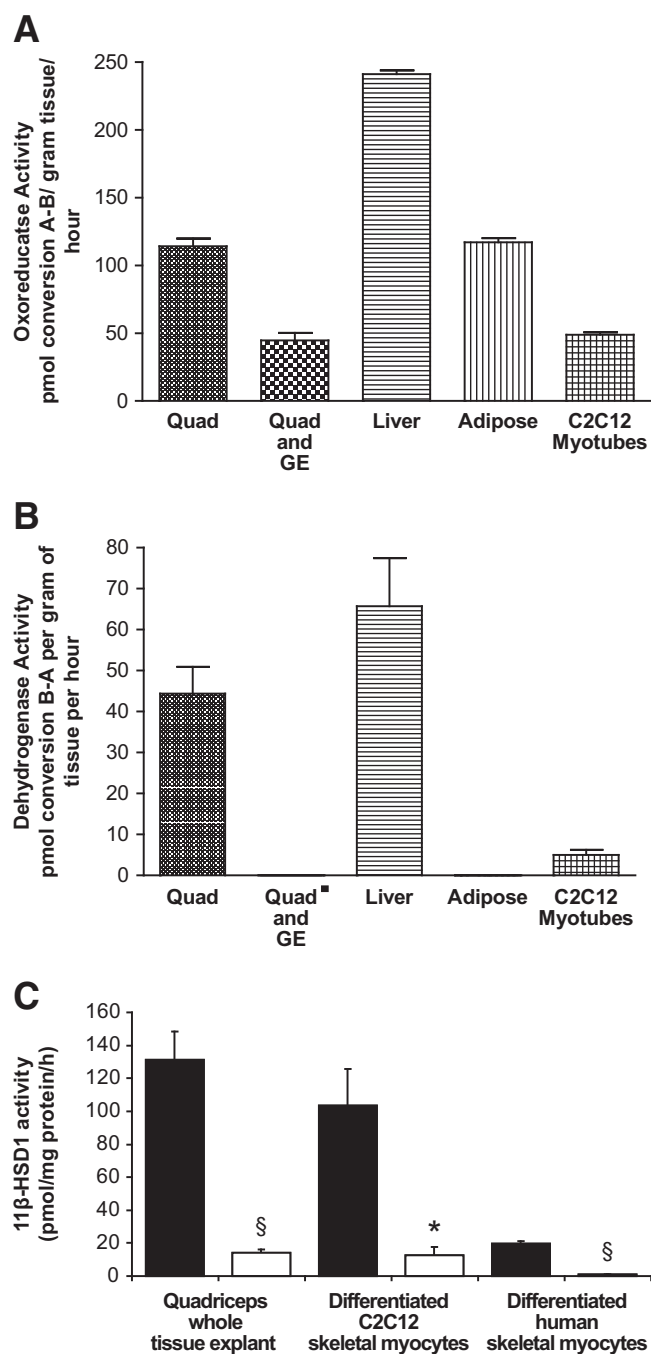 A
Oxoreducatse Activity
pmol conversion A-B/ gram tissue/
hour
250
200
150
100
50
0
Quad
Quad
and
GE
Liver
Adipose
C2C12
Myotubes
B
Dehydrogenase Activity
pmol conversion B-A per gram of
tissue per hour
80
70
60
50
40
30
20
10
0
Quad
Quad
and
GE
Liver
Adipose
C2C12
Myotubes
C
11β-HSD1 activity
(pmol/mg protein/h)
160
140
120
100
80
60
40
20
0
§
*
§
Quadriceps
whole
tissue explant
Differentiated
C2C12
skeletal myocytes
Differentiated
human
skeletal myocytes